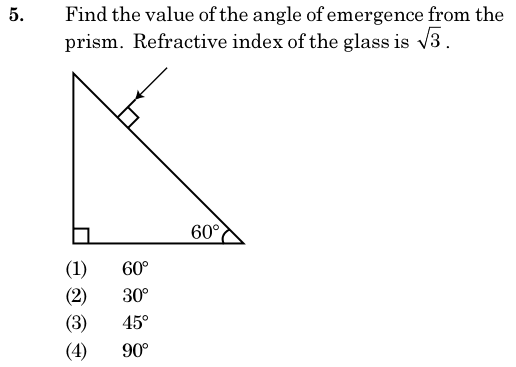 5. Find the value of the angle of emergence from the
prism. Refractive index of the glass is √3 .
60°
(1) 60°
(2) 30°
(3) 45°
(4) 90°